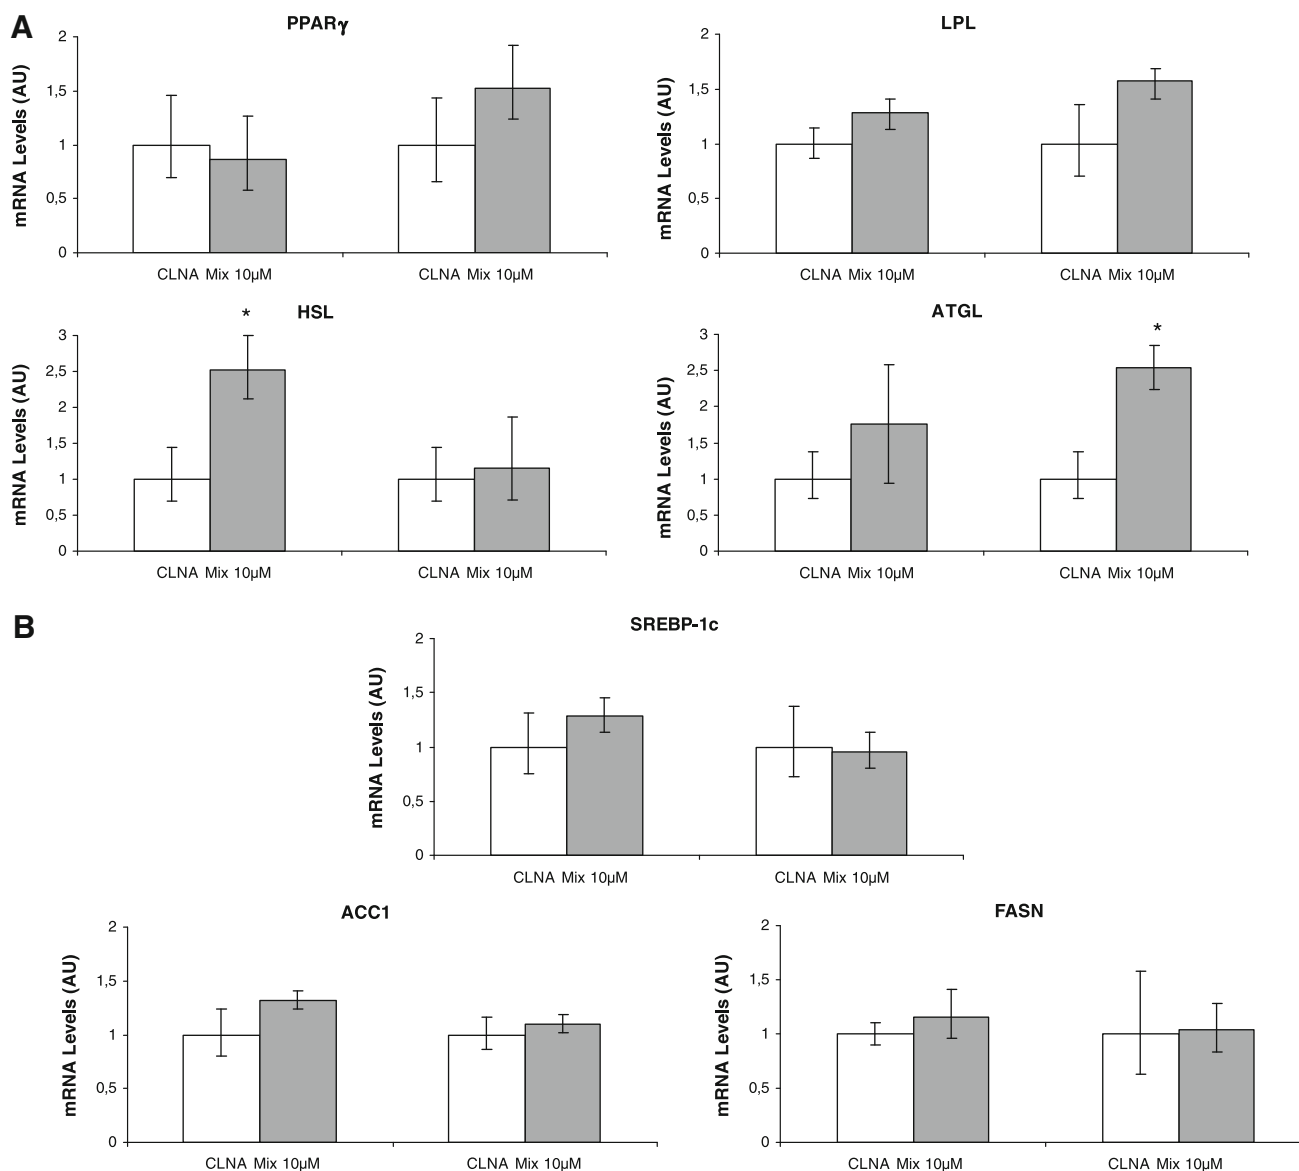 A
PPARγ
mRNA Levels (AU)
2
1,5
1
0,5
0
CLNA Mix 10µM
CLNA Mix 10µM
LPL
mRNA Levels (AU)
2
1,5
1
0,5
0
CLNA Mix 10µM
CLNA Mix 10µM
HSL
*
mRNA Levels (AU)
3
2,5
2
1,5
1
0,5
0
CLNA Mix 10µM
CLNA Mix 10µM
ATGL
*
mRNA Levels (AU)
3
2,5
2
1,5
1
0,5
0
CLNA Mix 10µM
CLNA Mix 10µM
B
SREBP-1c
mRNA Levels (AU)
2
1,5
1
0,5
0
CLNA Mix 10µM
CLNA Mix 10µM
ACC1
mRNA Levels (AU)
2
1,5
1
0,5
0
CLNA Mix 10µM
CLNA Mix 10µM
FASN
mRNA Levels (AU)
2
1,5
1
0,5
0
CLNA Mix 10µM
CLNA Mix 10µM